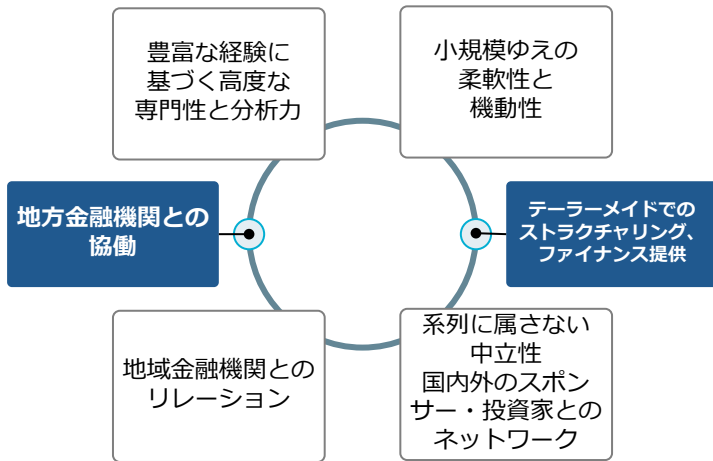 豊富な経験に
基づく高度な
専門性と分析力
小規模ゆえの
柔軟性と
機動性
地方金融機関との
協働
テーラーメイドでの
ストラクチャリング、
ファイナンス提供
地域金融機関との
リレーション
系列に属さない
中立性
国内外のスポン
サー・投資家との
ネットワーク